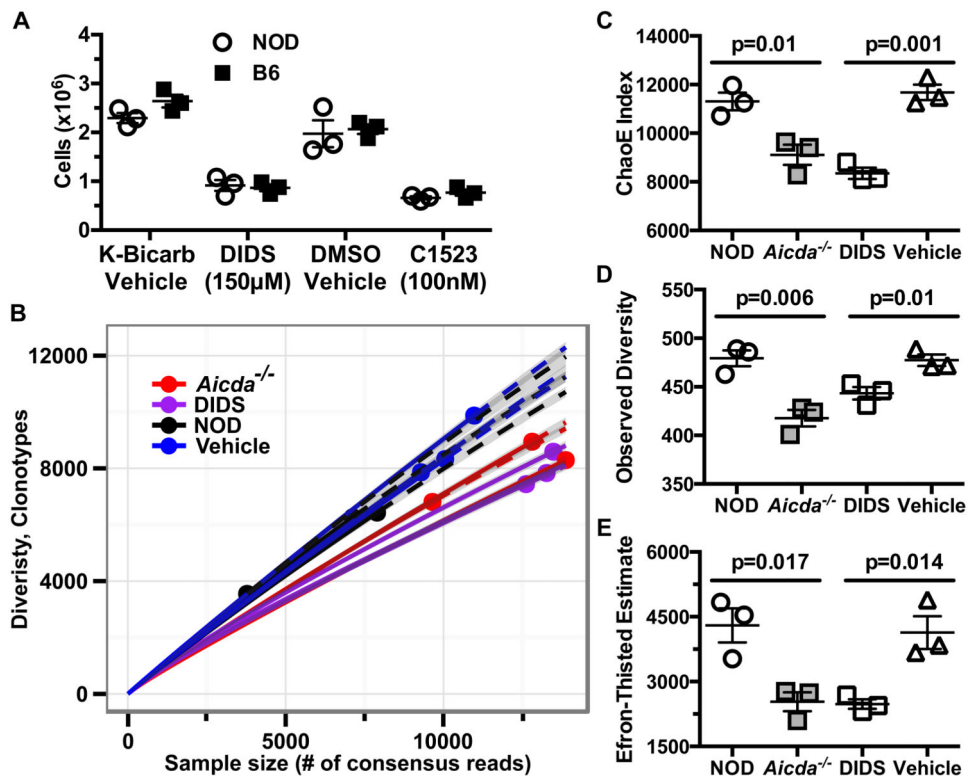 A
NOD
B6
Cells (x10⁶)
4
3
2
1
0
K-Bicarb DIDS DMSO C1523
Vehicle (150µM) Vehicle (100nM)
B
Diveristy, Clonotypes
12000
8000
4000
0
Aicda⁻/⁻
DIDS
NOD
Vehicle
0 5000 10000
Sample size (# of consensus reads)
C
ChaoE Index
p=0.01 p=0.001
14000
12000
10000
8000
6000
NOD Aicda⁻/⁻ DIDS Vehicle
D
Observed Diversity
p=0.006 p=0.01
550
500
450
400
350
NOD Aicda⁻/⁻ DIDS Vehicle
E
Efron-Thisted Estimate
p=0.017 p=0.014
6000
4500
3000
1500
NOD Aicda⁻/⁻ DIDS Vehicle